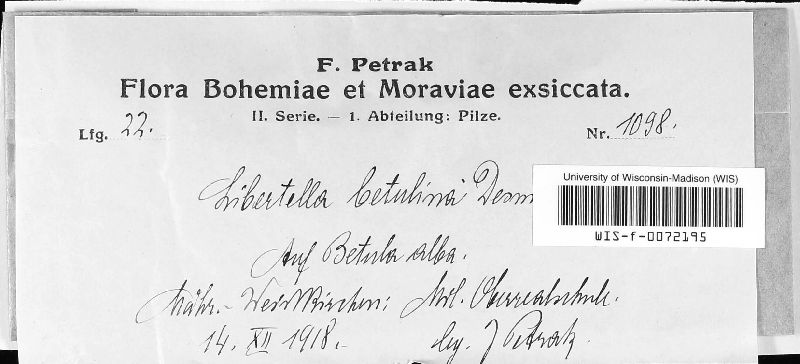 F. Petrak
Flora Bohemiae et Moraviae exsiccata.
II. Serie. — 1. Abteilung: Pilze.
Lfg. 22. Nr. 1098.
Libertella betulina Desm
University of Wisconsin-Madison (WIS)
WIS-f-0072195
Auf Betula alba.
Mähr.-Weisskirchen: Mil. Oberrealschule.
14. XII 1918. leg. J Petrak.